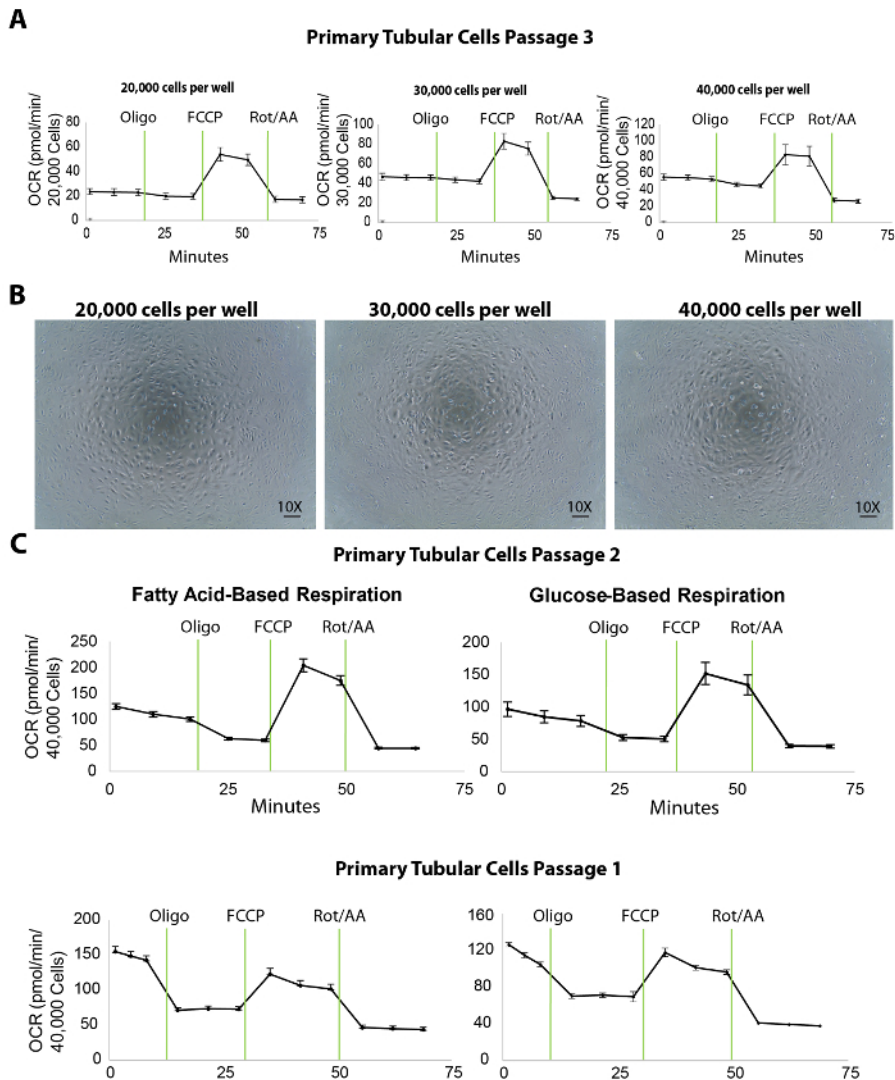 A
Primary Tubular Cells Passage 3
20,000 cells per well
30,000 cells per well
40,000 cells per well
Oligo FCCP Rot/AA
Oligo FCCP Rot/AA
Oligo FCCP Rot/AA
OCR (pmol/min/
20,000 Cells)
80
60
40
20
0
0 25 50 75
Minutes
OCR (pmol/min/
30,000 Cells)
100
80
60
40
20
0
0 25 50 75
Minutes
OCR (pmol/min/
40,000 Cells)
120
100
80
60
40
20
0
0 25 50 75
Minutes
B
20,000 cells per well
30,000 cells per well
40,000 cells per well
10X
10X
10X
C
Primary Tubular Cells Passage 2
Fatty Acid-Based Respiration
Oligo FCCP Rot/AA
OCR (pmol/min/
40,000 Cells)
250
200
150
100
50
0
0 25 50 75
Minutes
Glucose-Based Respiration
Oligo FCCP Rot/AA
200
150
100
50
0
0 25 50 75
Minutes
Primary Tubular Cells Passage 1
Oligo FCCP Rot/AA
OCR (pmol/min/
40,000 Cells)
200
150
100
50
0
0 25 50 75
Oligo FCCP Rot/AA
160
120
80
40
0
0 25 50 75